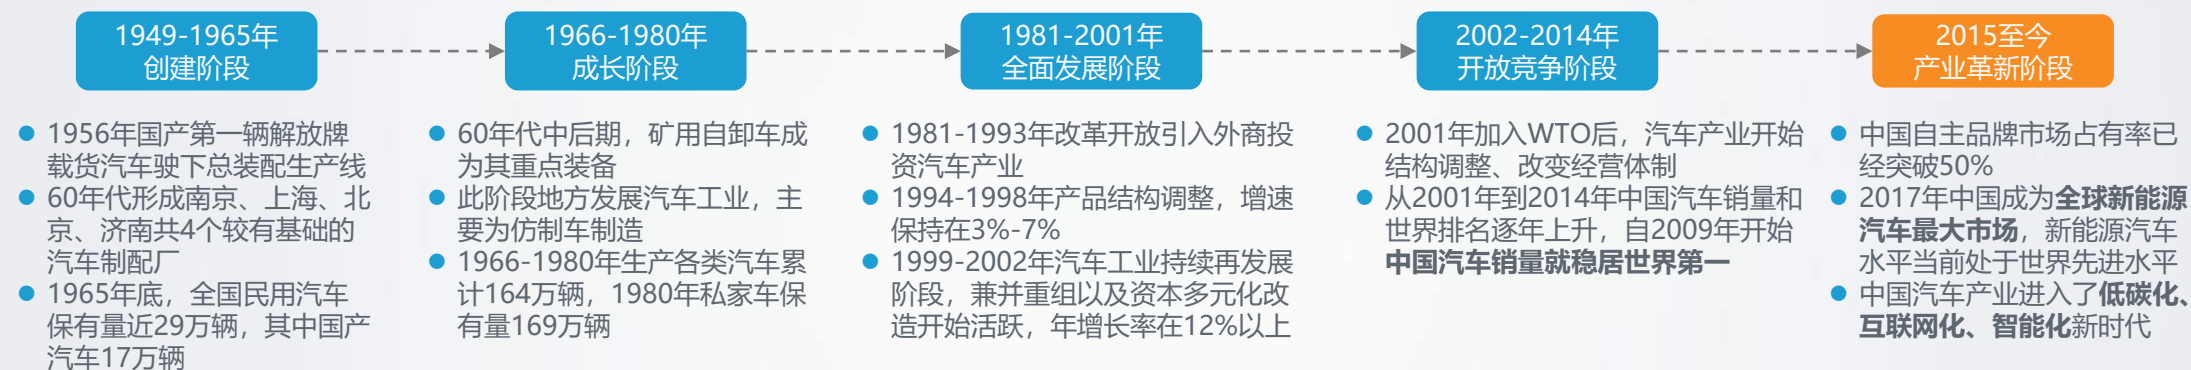 1949-1965年
创建阶段
1966-1980年
成长阶段
1981-2001年
全面发展阶段
2002-2014年
开放竞争阶段
2015至今
产业革新阶段
1956年国产第一辆解放牌
载货汽车驶下总装配生产线
60年代形成南京、上海、北
京、济南共4个较有基础的
汽车制配厂
1965年底，全国民用汽车
保有量近29万辆，其中国产
汽车17万辆
60年代中后期，矿用自卸车成
为其重点装备
此阶段地方发展汽车工业，主
要为仿制车制造
1966-1980年生产各类汽车累
计164万辆，1980年私家车保
有量169万辆
1981-1993年改革开放引入外商投
资汽车产业
1994-1998年产品结构调整，增速
保持在3%-7%
1999-2002年汽车工业持续再发展
阶段，兼并重组以及资本多元化改
造开始活跃，年增长率在12%以上
2001年加入WTO后，汽车产业开始
结构调整、改变经营体制
从2001年到2014年中国汽车销量和
世界排名逐年上升，自2009年开始
中国汽车销量就稳居世界第一
中国自主品牌市场占有率已
经突破50%
2017年中国成为全球新能源
汽车最大市场，新能源汽车
水平当前处于世界先进水平
中国汽车产业进入了低碳化、
互联网化、智能化新时代